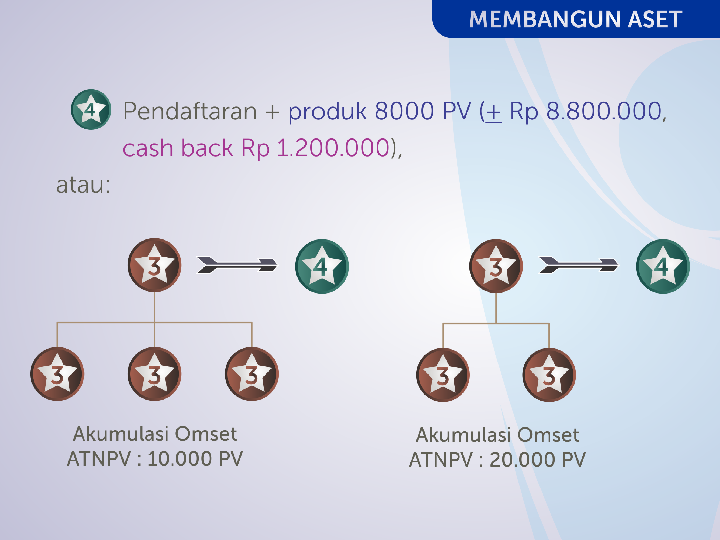 MEMBANGUN ASET
4 Pendaftaran + produk 8000 PV (± Rp 8.800.000,
cash back Rp 1.200.000),
atau:
3 4 3 4
3 3 3 3 3
Akumulasi Omset
ATNPV : 10.000 PV
Akumulasi Omset
ATNPV : 20.000 PV